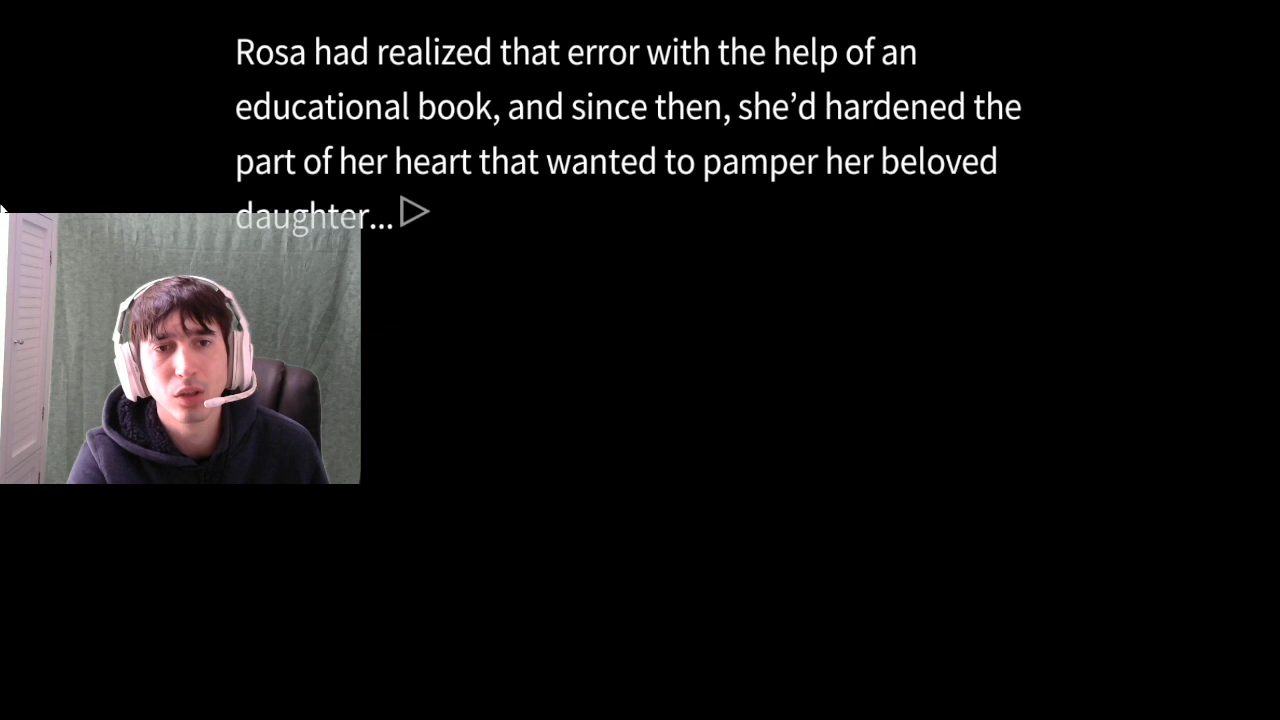 Rosa had realized that error with the help of an
educational book, and since then, she’d hardened the
part of her heart that wanted to pamper her beloved
daughter...